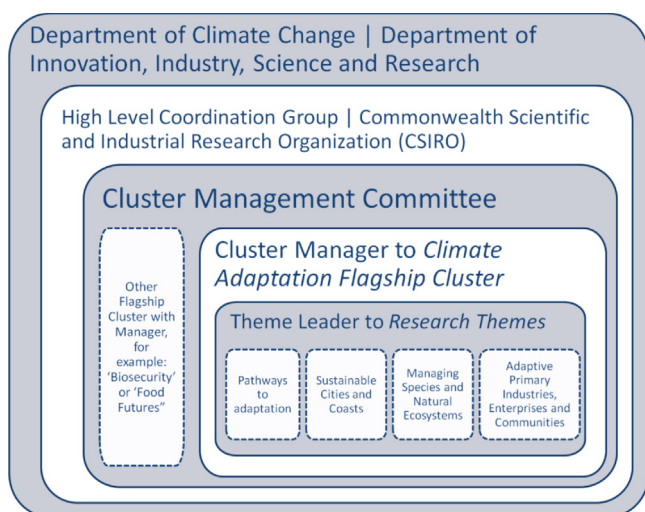 Department of Climate Change | Department of
Innovation, Industry, Science and Research
High Level Coordination Group | Commonwealth Scientific
and Industrial Research Organization (CSIRO)
Cluster Management Committee
Other
Flagship
Cluster with
Manager,
for
example:
‘Biosecurity’
or ‘Food
Futures”
Cluster Manager to Climate
Adaptation Flagship Cluster
Theme Leader to Research Themes
Pathways
to
adaptation
Sustainable
Cities and
Coasts
Managing
Species and
Natural
Ecosystems
Adaptive
Primary
Industries,
Enterprises and
Communities